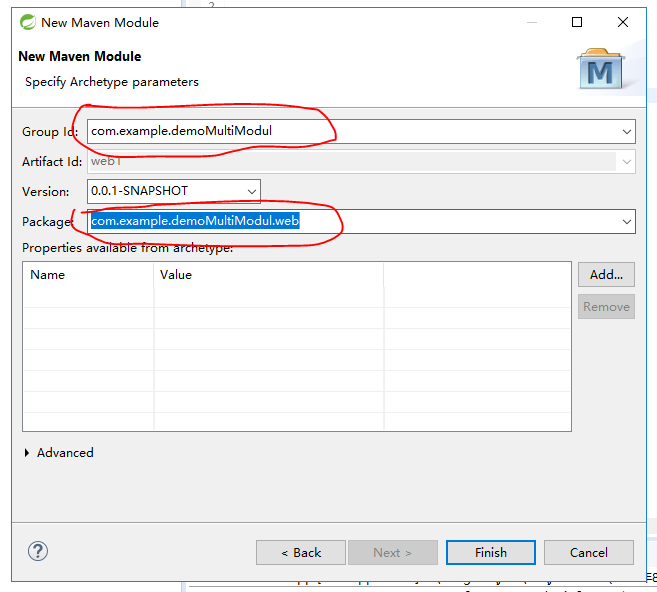 2
New Maven Module
New Maven Module
Specify Archetype parameters
M
Group Id: com.example.demoMultiModul
Artifact Id: web1
Version: 0.0.1-SNAPSHOT
Package: com.example.demoMultiModul.web
Properties available from archetype:
Name Value
Add...
Remove
Advanced
? < Back Next > Finish Cancel